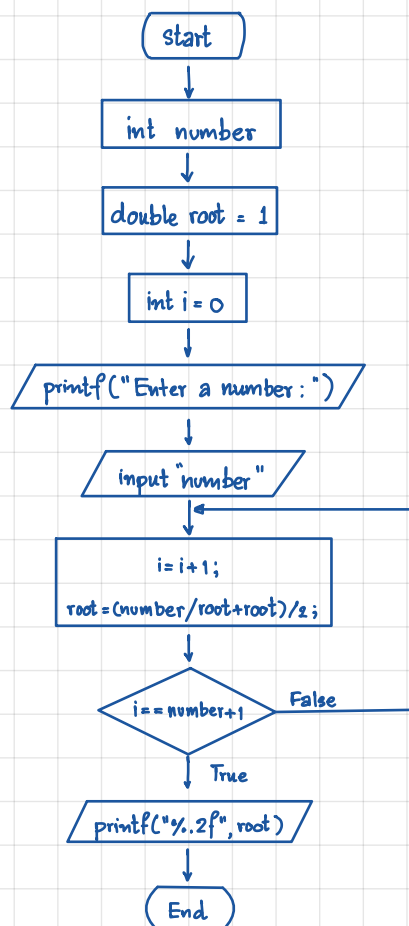 start
int number
double root = 1
int i = 0
printf("Enter a number : ")
input "number"
i = i + 1 ;
root = (number/root+root)/2 ;
i == number+1
False
True
printf("%.2f", root)
End